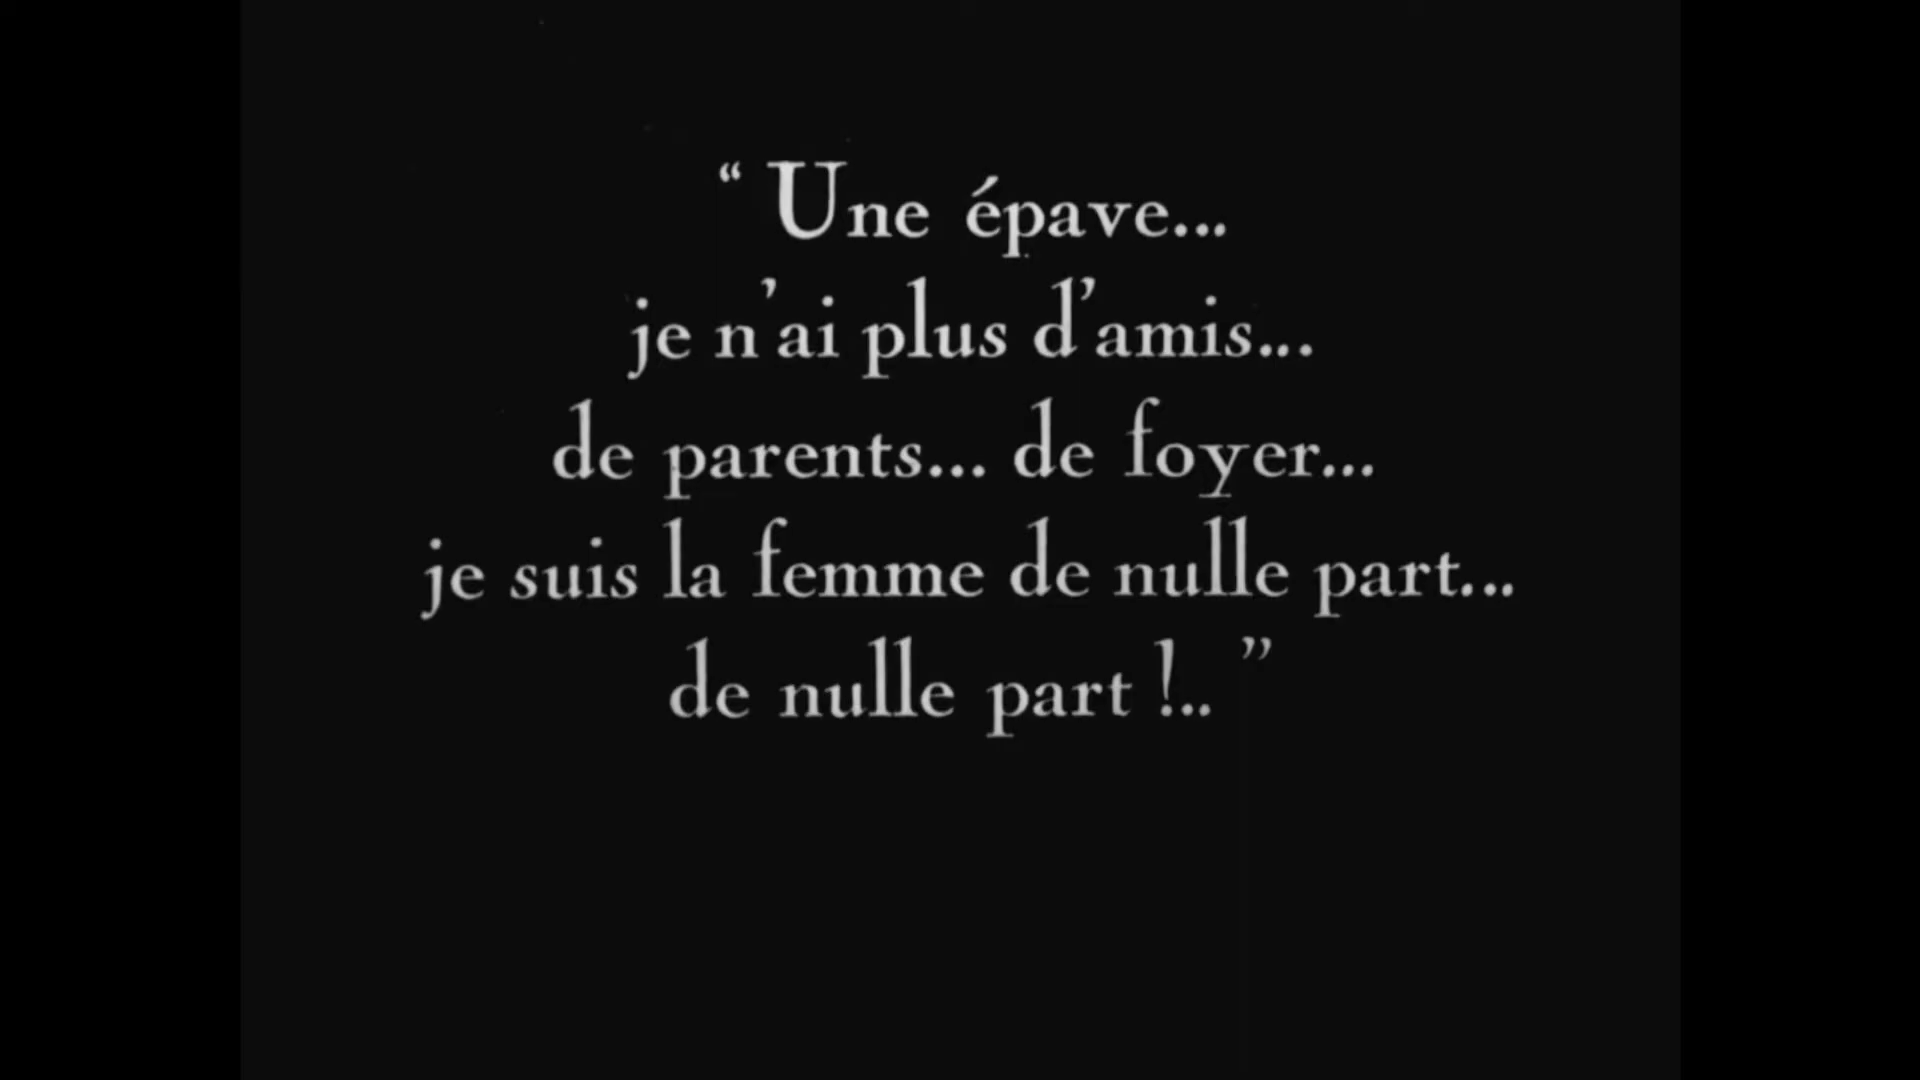 “ Une épave...
je n'ai plus d'amis...
de parents... de foyer...
je suis la femme de nulle part...
de nulle part !.. ”